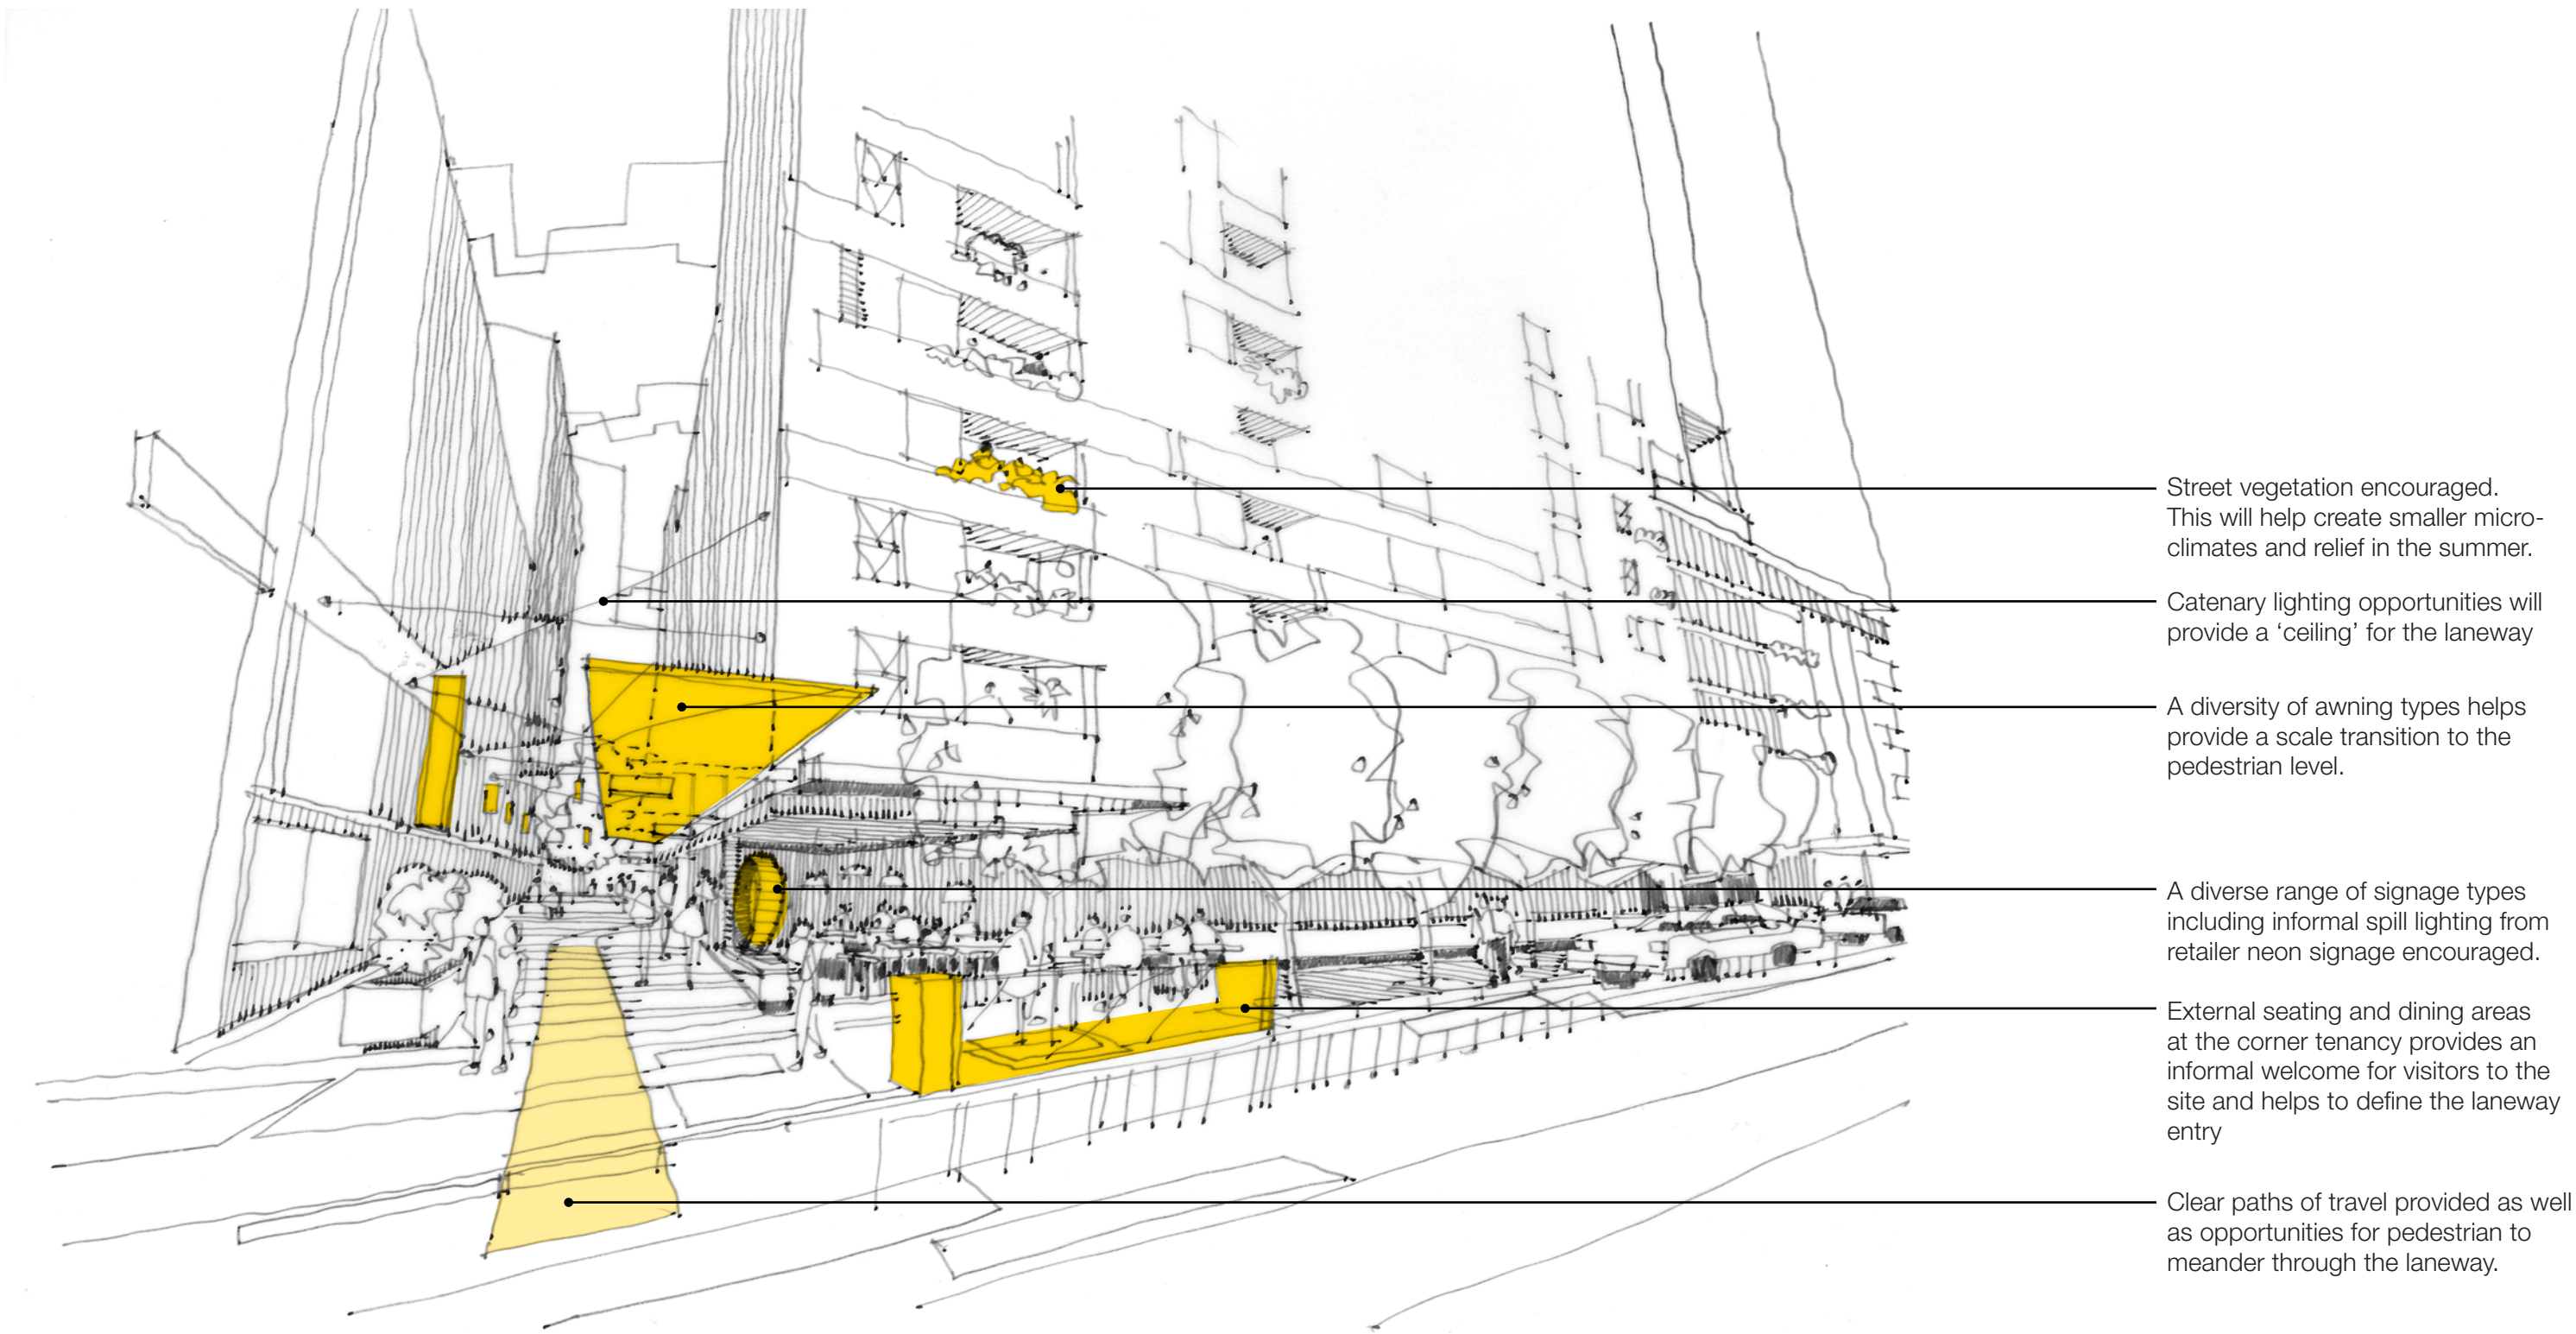 Street vegetation encouraged.
This will help create smaller micro-
climates and relief in the summer.
Catenary lighting opportunities will
provide a ‘ceiling’ for the laneway
A diversity of awning types helps
provide a scale transition to the
pedestrian level.
A diverse range of signage types
including informal spill lighting from
retailer neon signage encouraged.
External seating and dining areas
at the corner tenancy provides an
informal welcome for visitors to the
site and helps to define the laneway
entry
Clear paths of travel provided as well
as opportunities for pedestrian to
meander through the laneway.